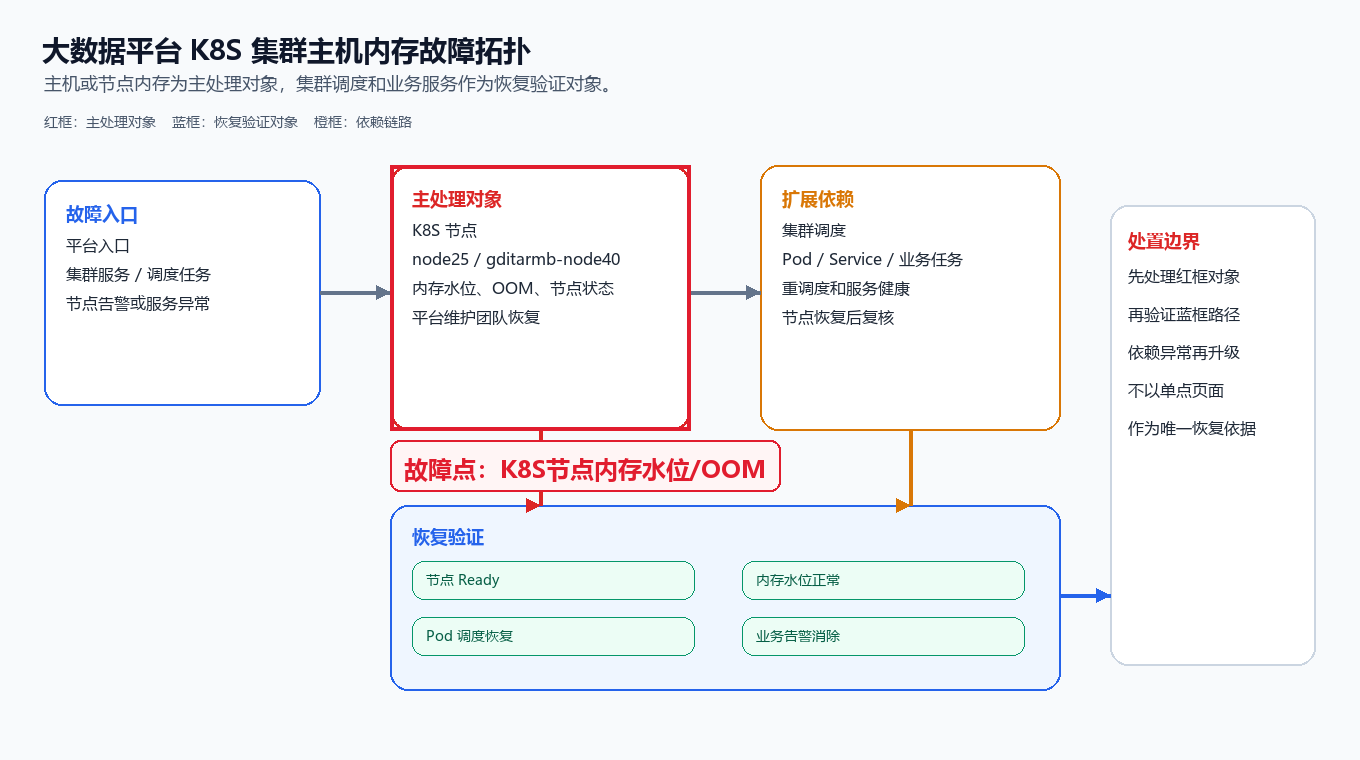 大数据平台 K8S 集群主机内存故障拓扑
主机或节点内存为主处理对象，集群调度和业务服务作为恢复验证对象。
红框：主处理对象 蓝框：恢复验证对象 橙框：依赖链路
故障入口
平台入口
集群服务 / 调度任务
节点告警或服务异常
主处理对象
K8S 节点
node25 / gditarmb-node40
内存水位、OOM、节点状态
平台维护团队恢复
扩展依赖
集群调度
Pod / Service / 业务任务
重调度和服务健康
节点恢复后复核
处置边界
先处理红框对象
再验证蓝框路径
依赖异常再升级
不以单点页面
作为唯一恢复依据
故障点：K8S节点内存水位/OOM
恢复验证
节点 Ready
内存水位正常
Pod 调度恢复
业务告警消除